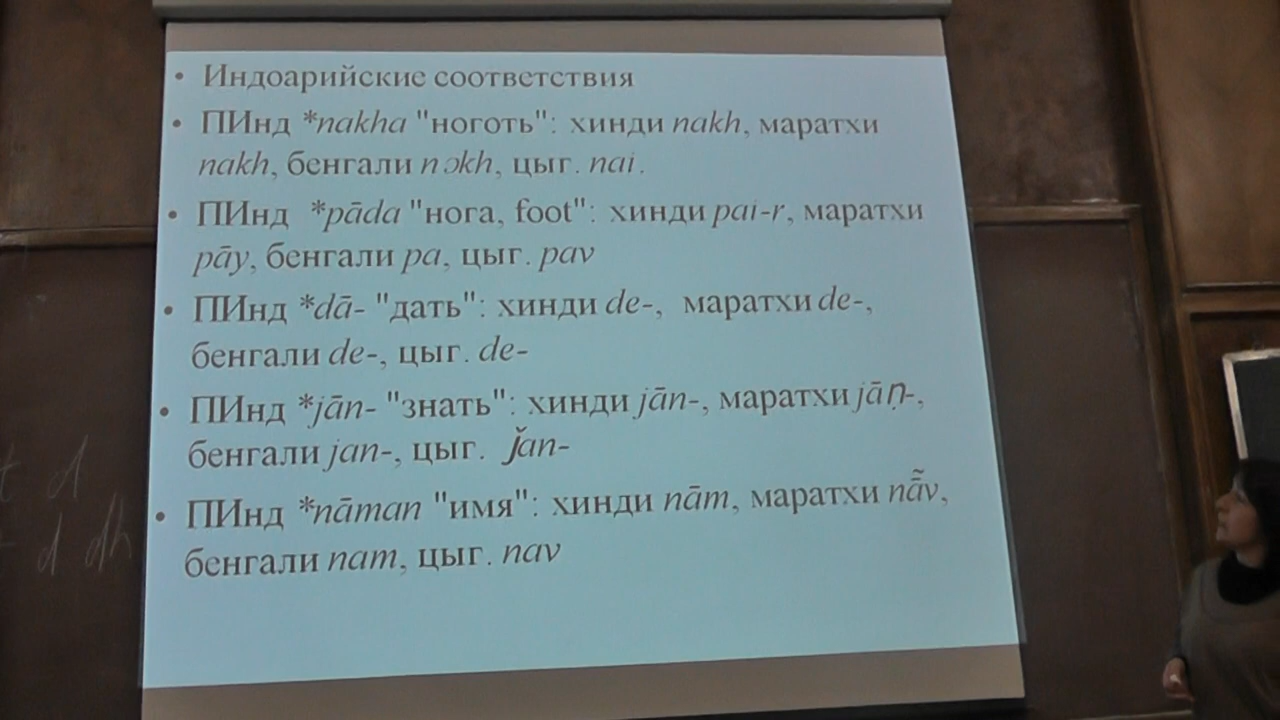 • Индоарийские соответствия
• ПИнд *nakha "ноготь": хинди nakh, маратхи
nakh, бенгали nɔkh, цыг. nai.
• ПИнд *pāda "нога, foot": хинди pai-r, маратхи
pāy, бенгали pa, цыг. pav
• ПИнд *dā- "дать": хинди de-, маратхи de-,
бенгали de-, цыг. de-
• ПИнд *jān- "знать": хинди jān-, маратхи jāṇ-,
бенгали jan-, цыг. ǰan-
• ПИнд *nāman "имя": хинди nām, маратхи nā̃v,
бенгали nam, цыг. nav
t d
d dh